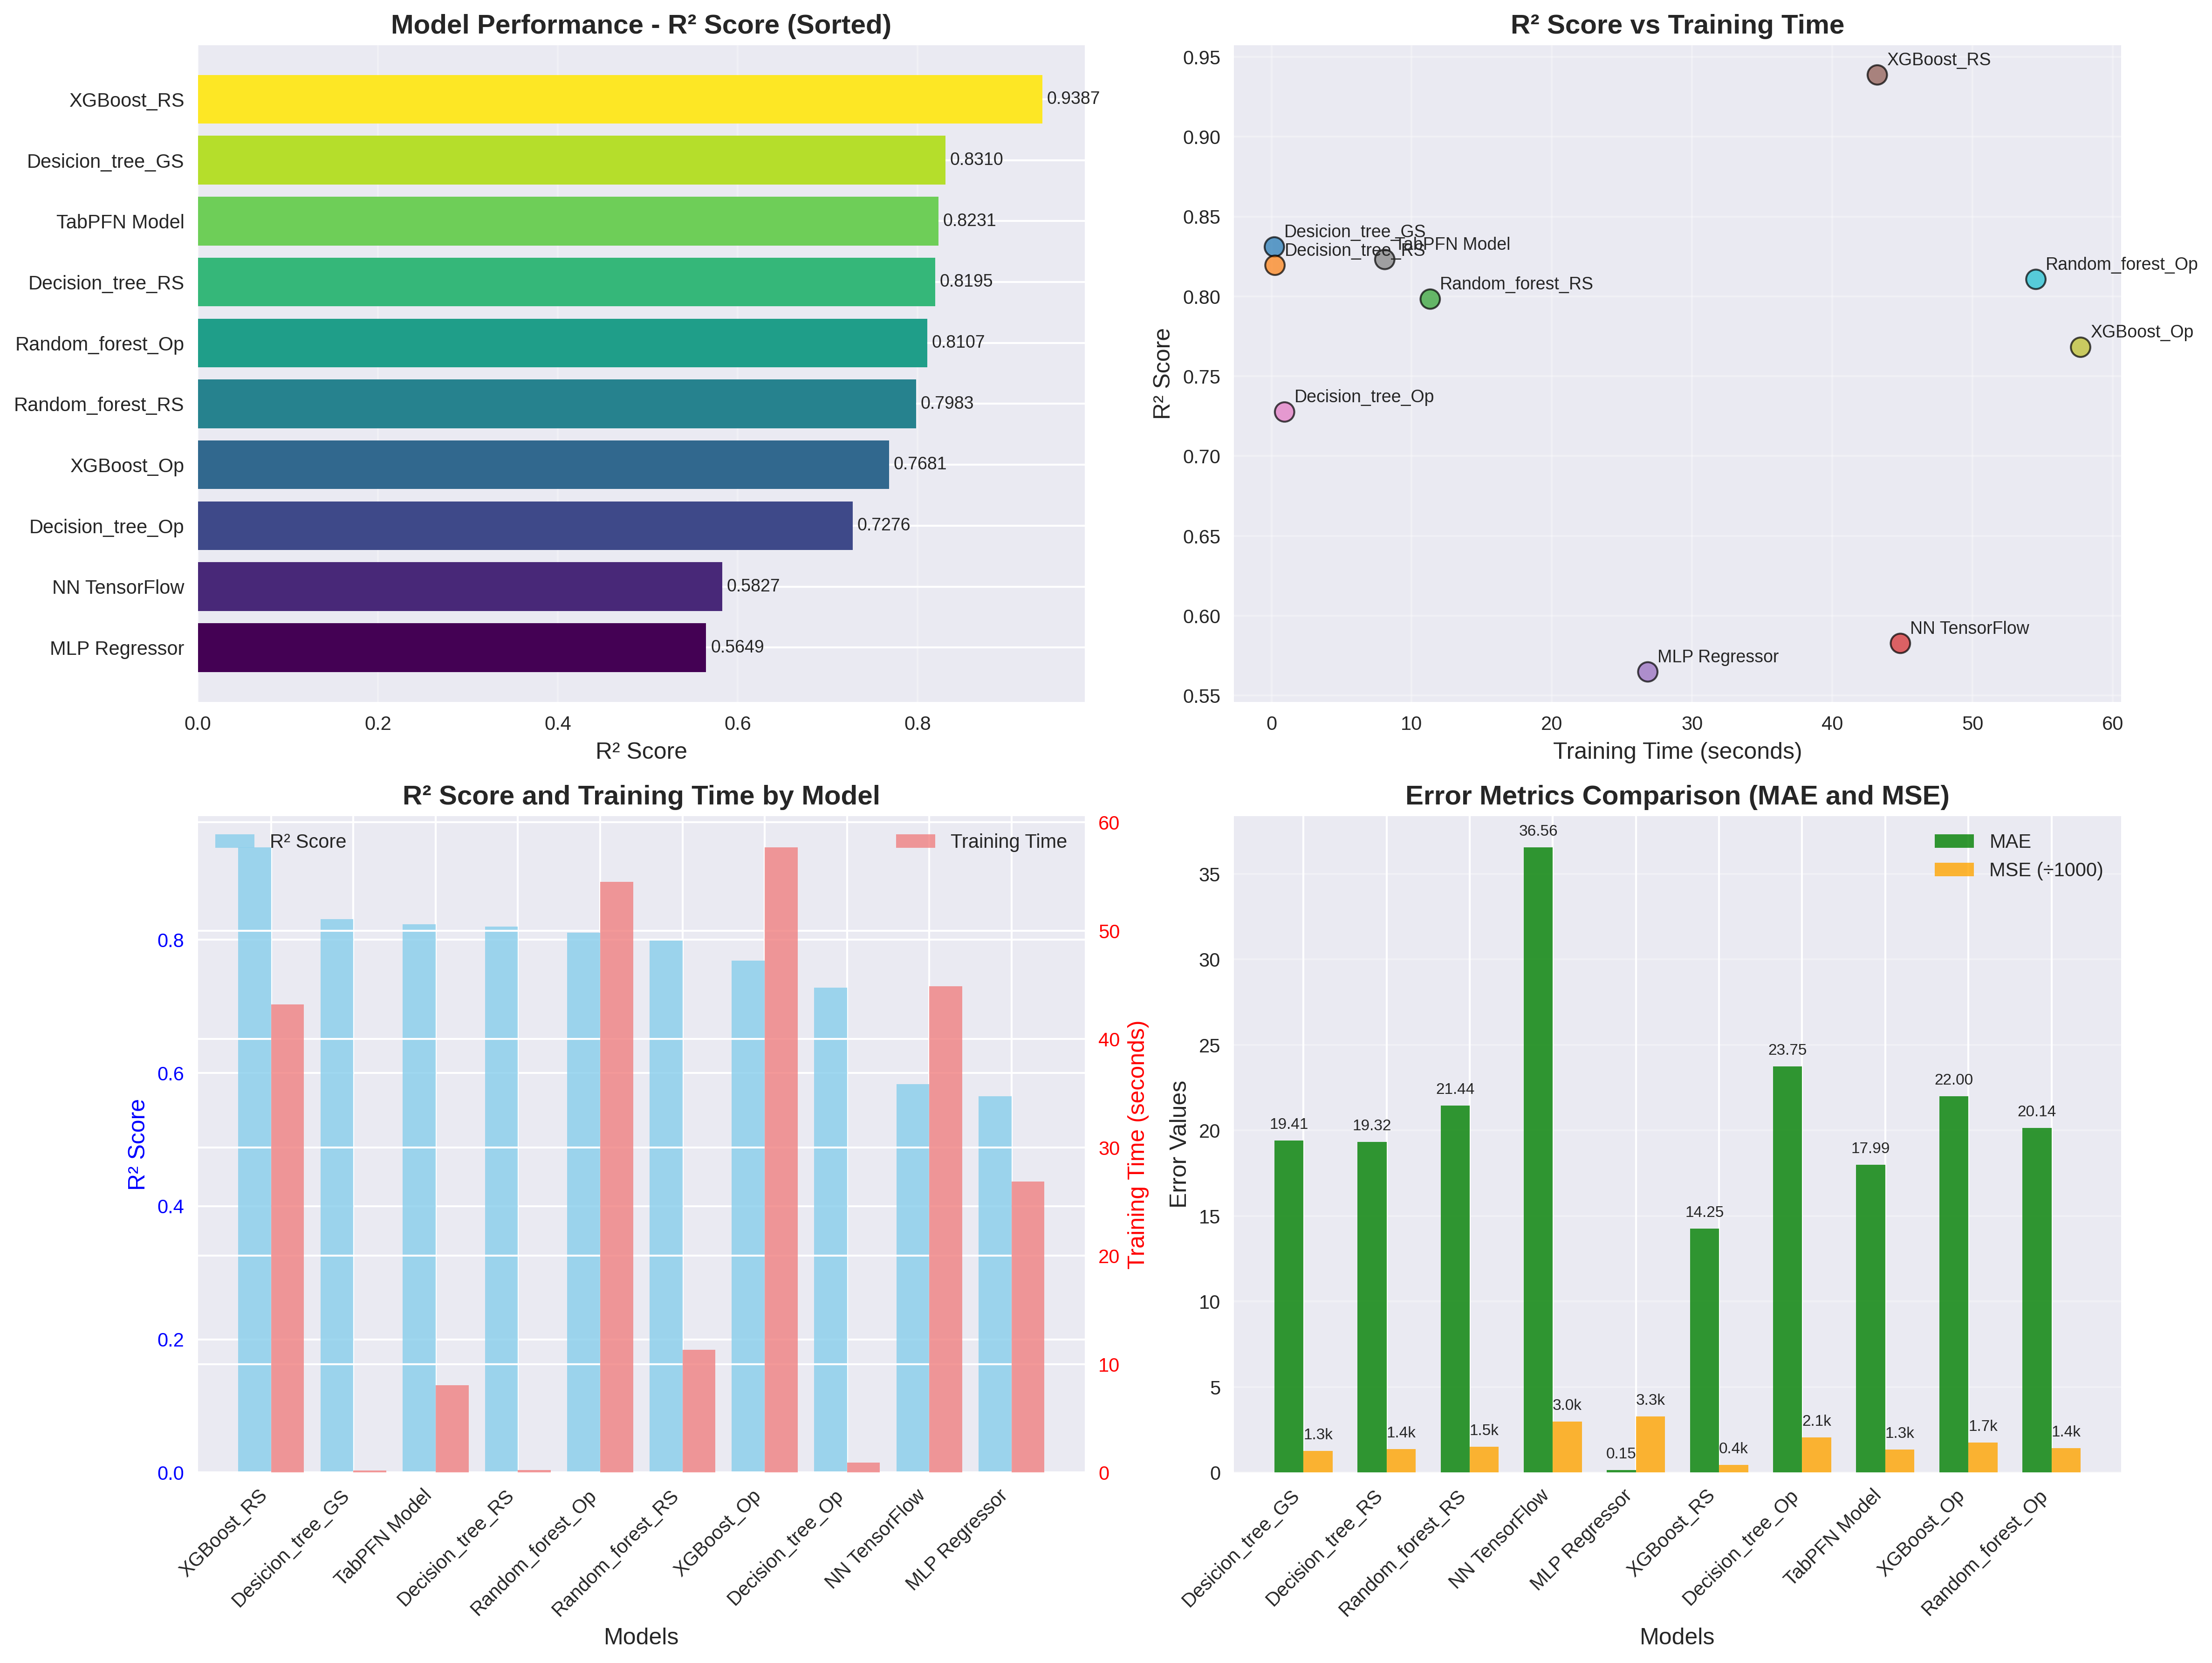 Model Performance - R² Score (Sorted)
XGBoost_RS
0.9387
Desicion_tree_GS
0.8310
TabPFN Model
0.8231
Decision_tree_RS
0.8195
Random_forest_Op
0.8107
Random_forest_RS
0.7983
XGBoost_Op
0.7681
Decision_tree_Op
0.7276
NN TensorFlow
0.5827
MLP Regressor
0.5649
0.0 0.2 0.4 0.6 0.8
R² Score
R² Score vs Training Time
R² Score
0.95
0.90
0.85
0.80
0.75
0.70
0.65
0.60
0.55
XGBoost_RS
Desicion_tree_GS
TabPFN Model
Decision_tree_RS
Random_forest_RS
Random_forest_Op
XGBoost_Op
Decision_tree_Op
NN TensorFlow
MLP Regressor
0 10 20 30 40 50 60
Training Time (seconds)
R² Score and Training Time by Model
R² Score
Training Time
R² Score
0.8
0.6
0.4
0.2
0.0
60
50
40
30
20
10
0
Training Time (seconds)
XGBoost_RS
Desicion_tree_GS
TabPFN Model
Decision_tree_RS
Random_forest_Op
Random_forest_RS
XGBoost_Op
Decision_tree_Op
NN TensorFlow
MLP Regressor
Models
Error Metrics Comparison (MAE and MSE)
MAE
MSE (÷1000)
Error Values
35
30
25
20
15
10
5
0
19.41
1.3k
19.32
1.4k
21.44
1.5k
36.56
3.0k
0.15
3.3k
14.25
0.4k
23.75
2.1k
17.99
1.3k
22.00
1.7k
20.14
1.4k
Desicion_tree_GS
Decision_tree_RS
Random_forest_RS
NN TensorFlow
MLP Regressor
XGBoost_RS
Decision_tree_Op
TabPFN Model
XGBoost_Op
Random_forest_Op
Models